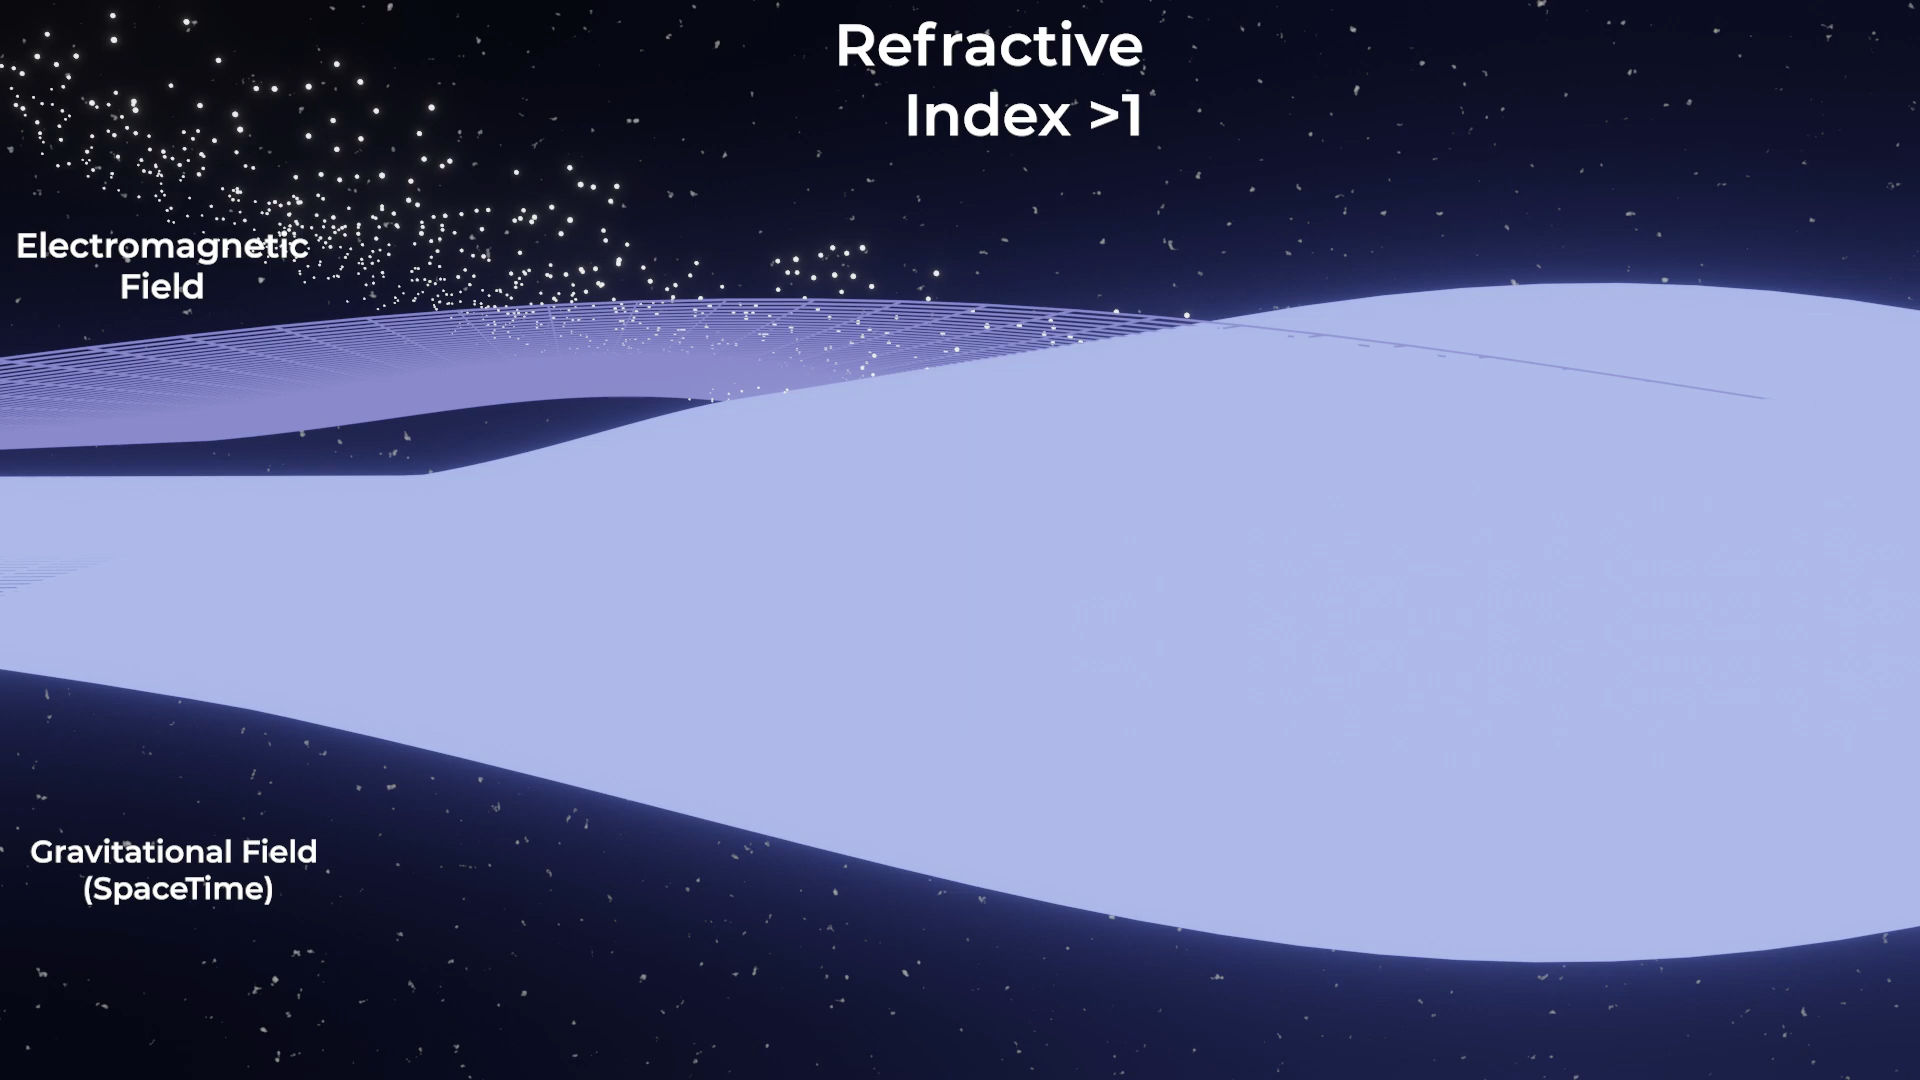 Refractive
Index >1
Electromagnetic
Field
Gravitational Field
(SpaceTime)